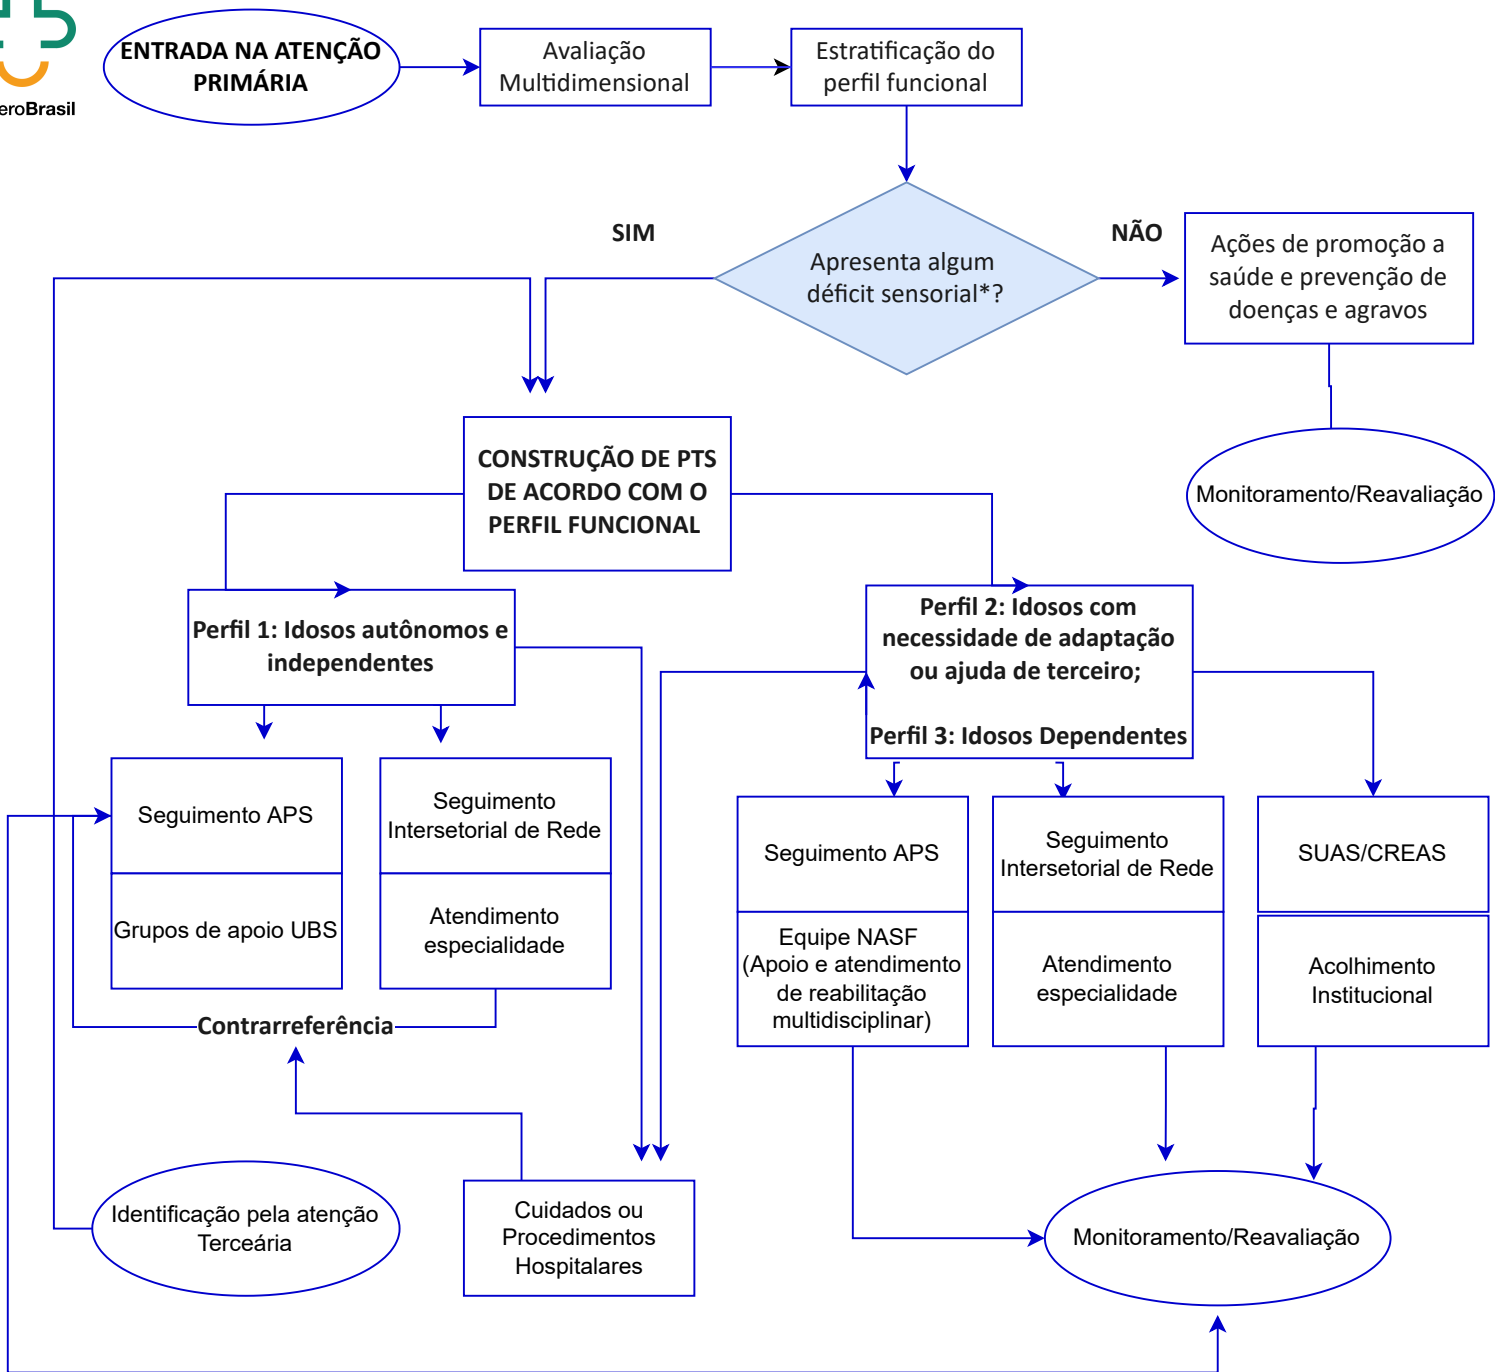 eroBrasil
ENTRADA NA ATENÇÃO
PRIMÁRIA
Avaliação
Multidimensional
Estratificação do
perfil funcional
SIM
Apresenta algum
déficit sensorial*?
NÃO
Ações de promoção a
saúde e prevenção de
doenças e agravos
Monitoramento/Reavaliação
CONSTRUÇÃO DE PTS
DE ACORDO COM O
PERFIL FUNCIONAL
Perfil 1: Idosos autônomos e
independentes
Perfil 2: Idosos com
necessidade de adaptação
ou ajuda de terceiro;
Perfil 3: Idosos Dependentes
Seguimento APS
Grupos de apoio UBS
Seguimento
Intersetorial de Rede
Atendimento
especialidade
Contrarreferência
Seguimento APS
Equipe NASF
(Apoio e atendimento
de reabilitação
multidisciplinar)
Seguimento
Intersetorial de Rede
Atendimento
especialidade
SUAS/CREAS
Acolhimento
Institucional
Identificação pela atenção
Terceária
Cuidados ou
Procedimentos
Hospitalares
Monitoramento/Reavaliação